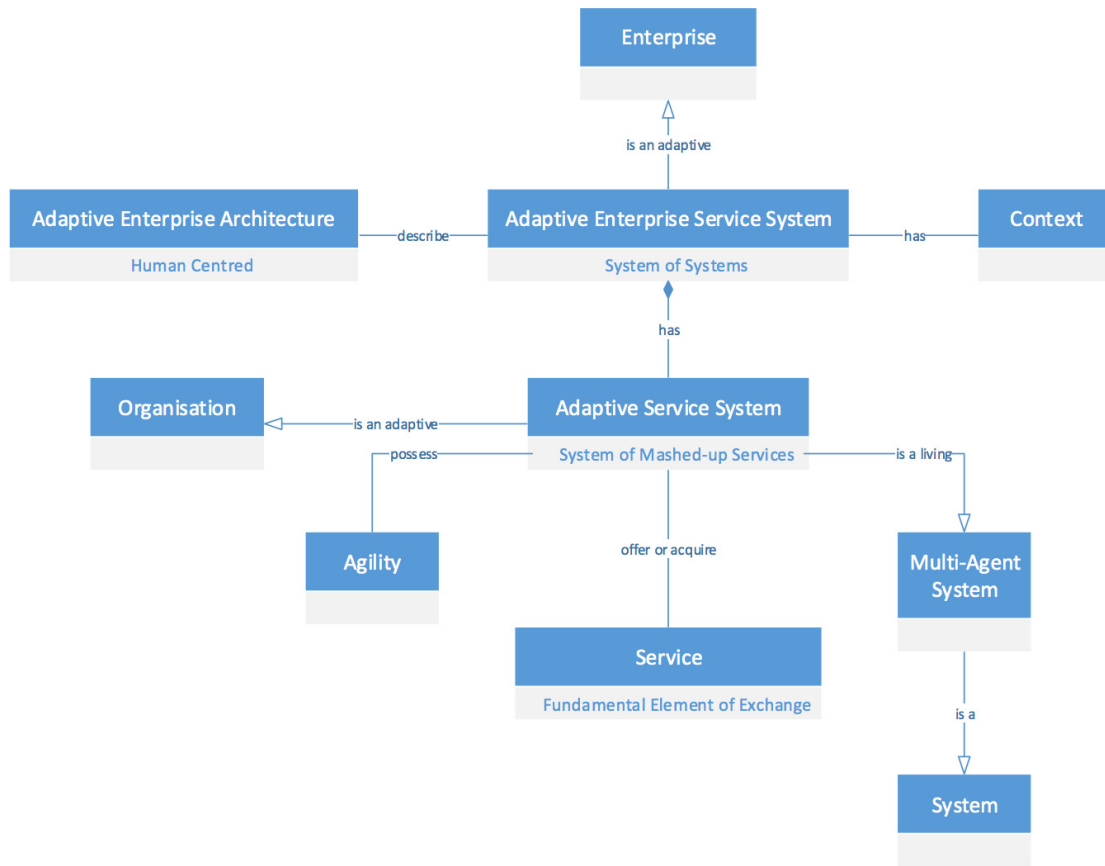 Enterprise
is an adaptive
Adaptive Enterprise Architecture
Human Centred
describe
Adaptive Enterprise Service System
System of Systems
has
Context
has
Organisation
is an adaptive
Adaptive Service System
System of Mashed-up Services
possess
is a living
Agility
offer or acquire
Multi-Agent
System
Service
Fundamental Element of Exchange
is a
System